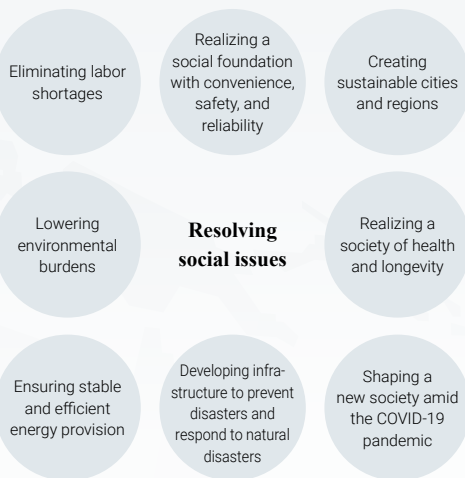 Eliminating labor
shortages
Realizing a
social foundation
with convenience,
safety, and
reliability
Creating
sustainable cities
and regions
Lowering
environmental
burdens
Resolving
social issues
Realizing a
society of health
and longevity
Ensuring stable
and efficient
energy provision
Developing infra-
structure to prevent
disasters and
respond to natural
disasters
Shaping a
new society amid
the COVID-19
pandemic